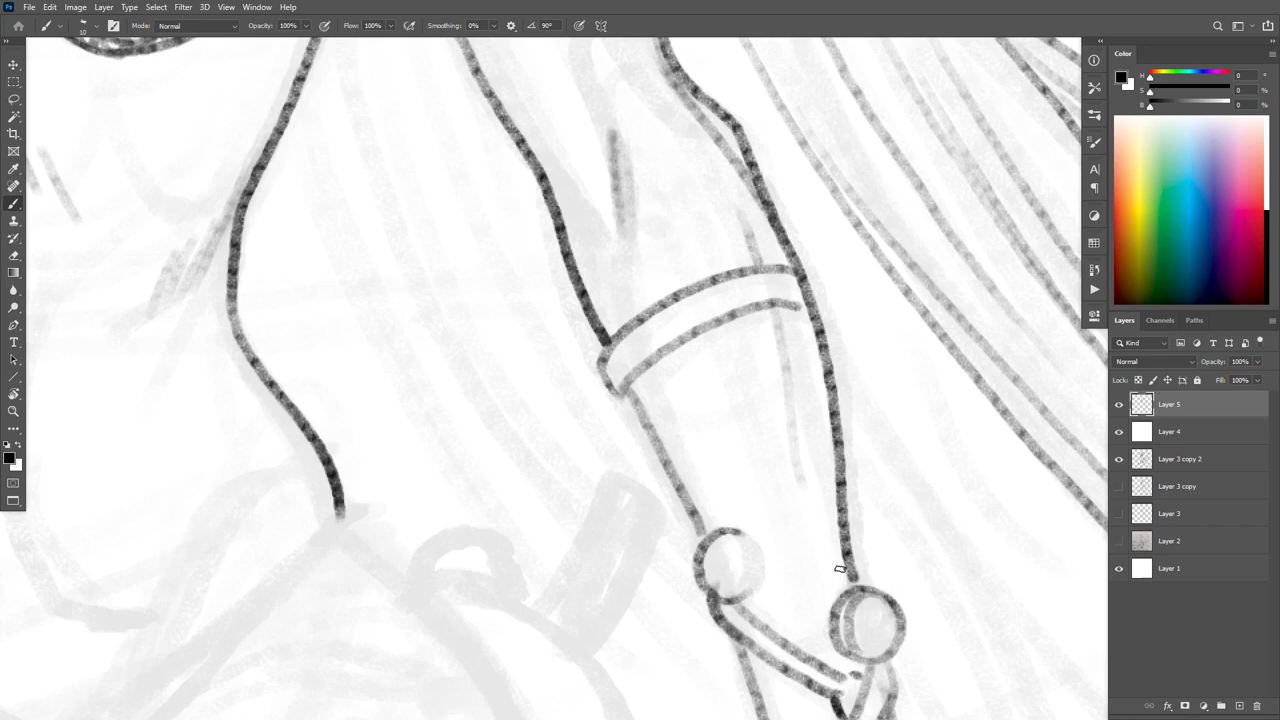 Ps File Edit Image Layer Type Select Filter 3D View Window Help
10 Mode: Normal Opacity: 100% Flow: 100% Smoothing: 0% 90°
Color
H 0 °
S 0 %
B 0 %
Layers Channels Paths
Kind
Normal Opacity: 100%
Lock: Fill: 100%
Layer 5
Layer 4
Layer 3 copy 2
Layer 3 copy
Layer 3
Layer 2
Layer 1